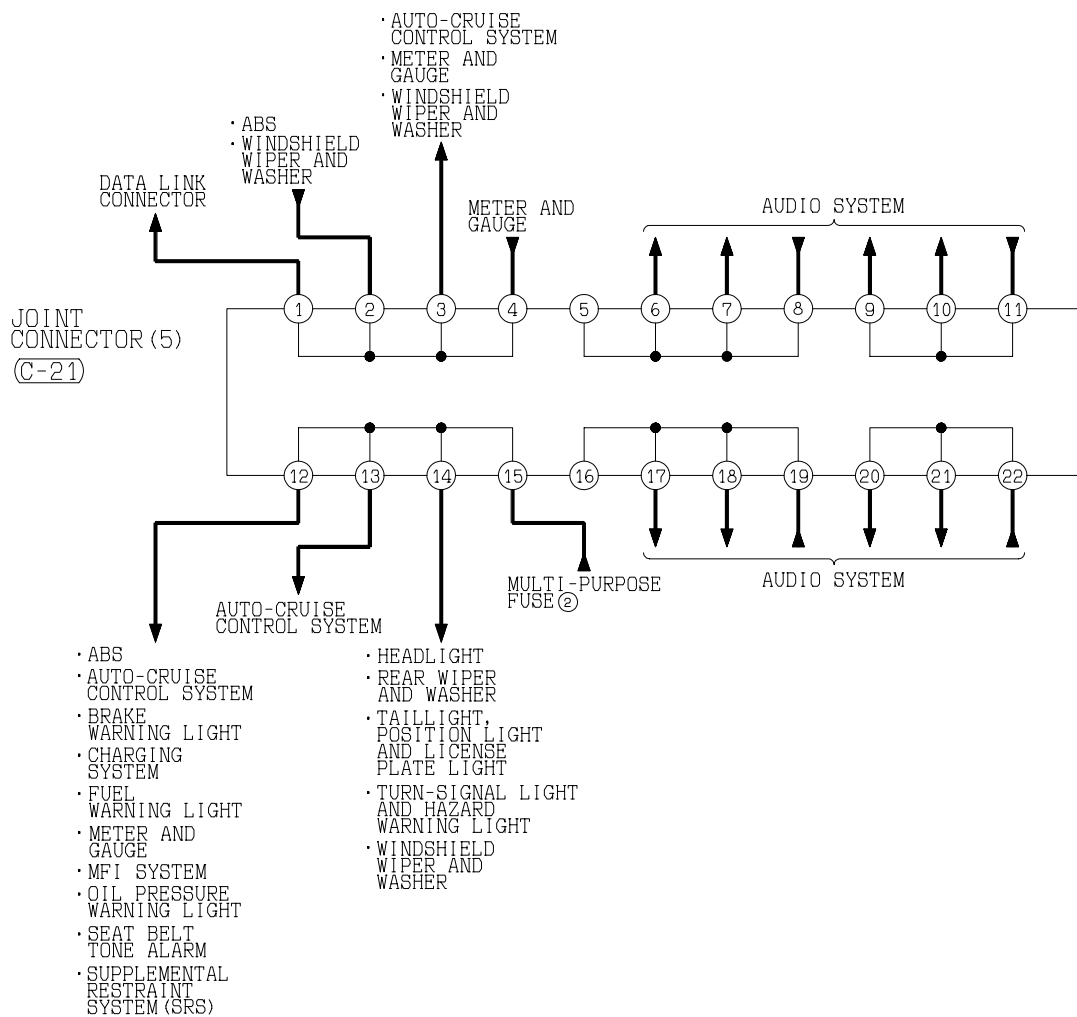 · AUTO-CRUISE
CONTROL SYSTEM
· METER AND
GAUGE
· WINDSHIELD
WIPER AND
WASHER
· ABS
· WINDSHIELD
WIPER AND
WASHER
DATA LINK
CONNECTOR
METER AND
GAUGE
AUDIO SYSTEM
JOINT
CONNECTOR (5)
(C-21)
1 2 3 4 5 6 7 8 9 10 11
12 13 14 15 16 17 18 19 20 21 22
AUTO-CRUISE
CONTROL SYSTEM
MULTI-PURPOSE
FUSE ②
AUDIO SYSTEM
· ABS
· AUTO-CRUISE
CONTROL SYSTEM
· BRAKE
WARNING LIGHT
· CHARGING
SYSTEM
· FUEL
WARNING LIGHT
· METER AND
GAUGE
· MFI SYSTEM
· OIL PRESSURE
WARNING LIGHT
· SEAT BELT
TONE ALARM
· SUPPLEMENTAL
RESTRAINT
SYSTEM (SRS)
· HEADLIGHT
· REAR WIPER
AND WASHER
· TAILLIGHT,
POSITION LIGHT
AND LICENSE
PLATE LIGHT
· TURN-SIGNAL LIGHT
AND HAZARD
WARNING LIGHT
· WINDSHIELD
WIPER AND
WASHER